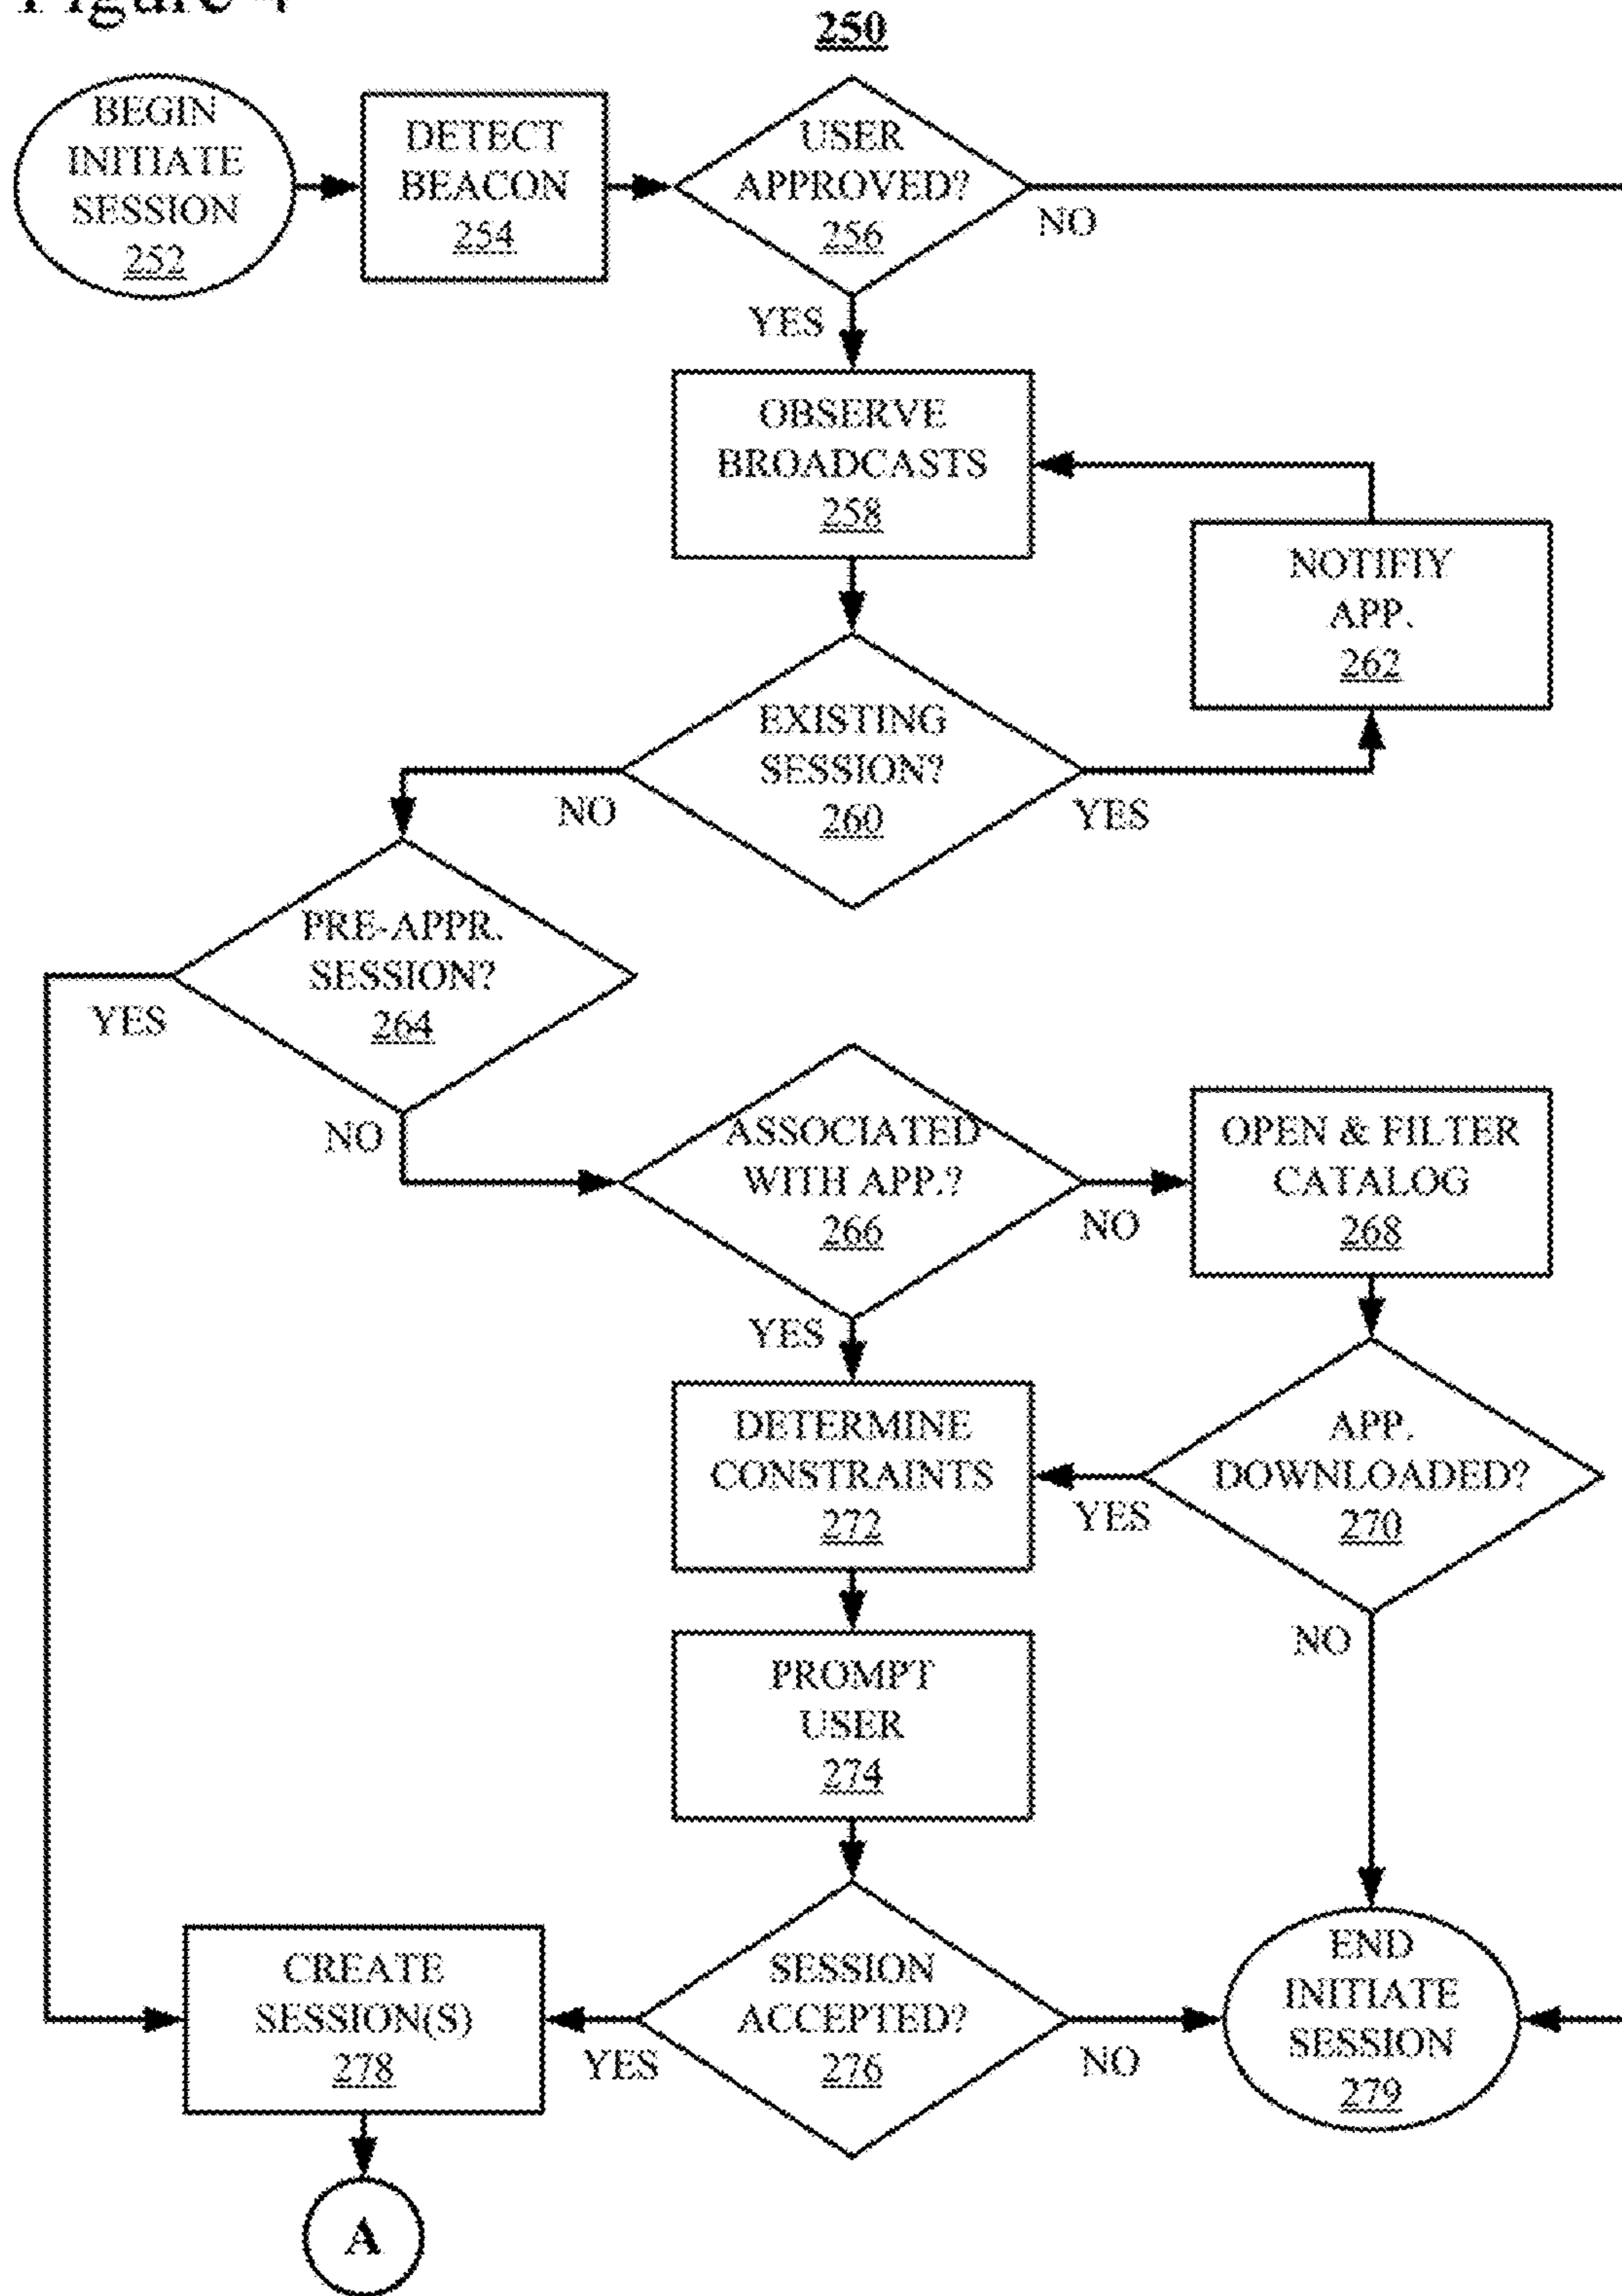 Figure 4
250
BEGIN
INITIATE
SESSION
252
DETECT
BEACON
254
USER
APPROVED?
256
NO
YES
OBSERVE
BROADCASTS
258
NOTIFIY
APP.
262
EXISTING
SESSION?
260
NO
YES
PRE-APPR.
SESSION?
264
YES
NO
ASSOCIATED
WITH APP.?
266
NO
YES
OPEN & FILTER
CATALOG
268
DETERMINE
CONSTRAINTS
272
APP.
DOWNLOADED?
270
YES
NO
PROMPT
USER
274
CREATE
SESSION(S)
278
SESSION
ACCEPTED?
276
YES
NO
END
INITIATE
SESSION
279
A